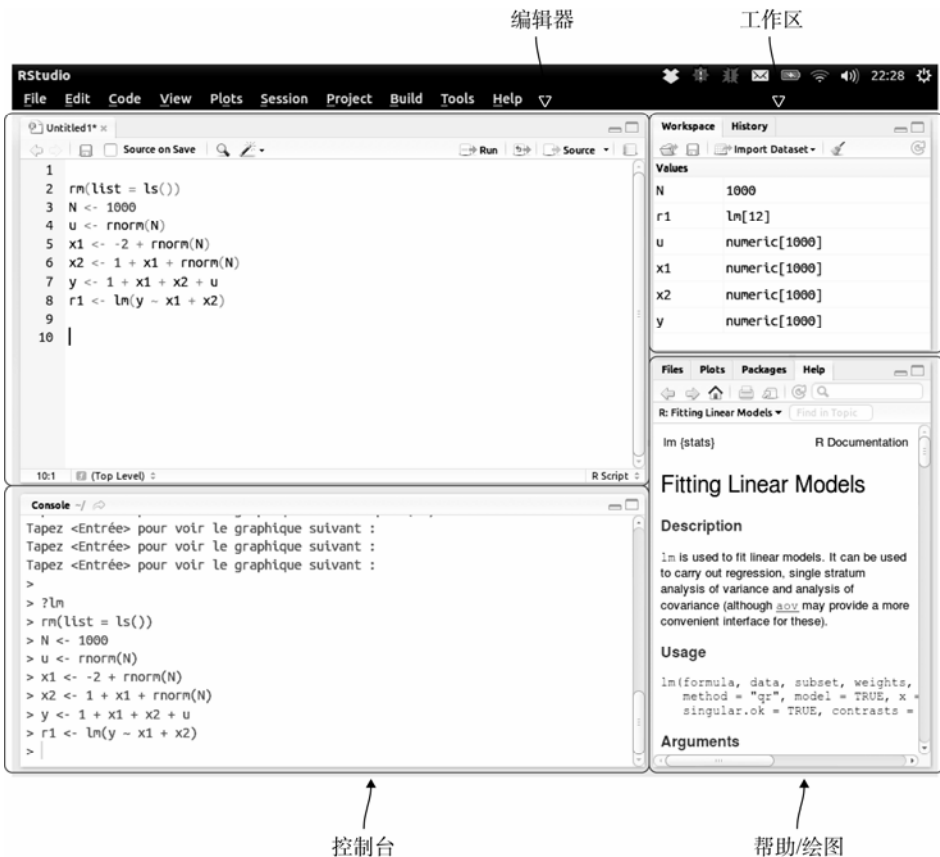 编辑器 工作区
RStudio 22:28
File Edit Code View Plots Session Project Build Tools Help
Untitled1* ×
Source on Save Run Source
1
2 rm(list = ls())
3 N <- 1000
4 u <- rnorm(N)
5 x1 <- -2 + rnorm(N)
6 x2 <- 1 + x1 + rnorm(N)
7 y <- 1 + x1 + x2 + u
8 r1 <- lm(y ~ x1 + x2)
9
10
10:1 (Top Level) R Script
Workspace History
Import Dataset
Values
N 1000
r1 lm[12]
u numeric[1000]
x1 numeric[1000]
x2 numeric[1000]
y numeric[1000]
Files Plots Packages Help
R: Fitting Linear Models Find in Topic
lm {stats} R Documentation
Fitting Linear Models
Description
lm is used to fit linear models. It can be used
to carry out regression, single stratum
analysis of variance and analysis of
covariance (although aov may provide a more
convenient interface for these).
Usage
lm(formula, data, subset, weights,
method = "qr", model = TRUE, x =
singular.ok = TRUE, contrasts =
Arguments
Console ~/
Tapez <Entrée> pour voir le graphique suivant :
Tapez <Entrée> pour voir le graphique suivant :
Tapez <Entrée> pour voir le graphique suivant :
>
> ?lm
> rm(list = ls())
> N <- 1000
> u <- rnorm(N)
> x1 <- -2 + rnorm(N)
> x2 <- 1 + x1 + rnorm(N)
> y <- 1 + x1 + x2 + u
> r1 <- lm(y ~ x1 + x2)
>
控制台 帮助/绘图